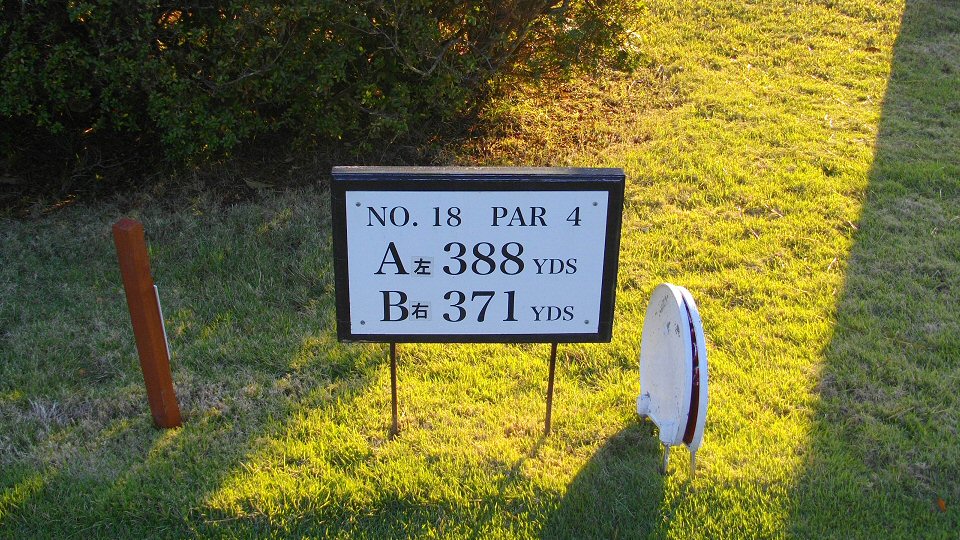 NO. 18 PAR 4
A左 388 YDS
B右 371 YDS